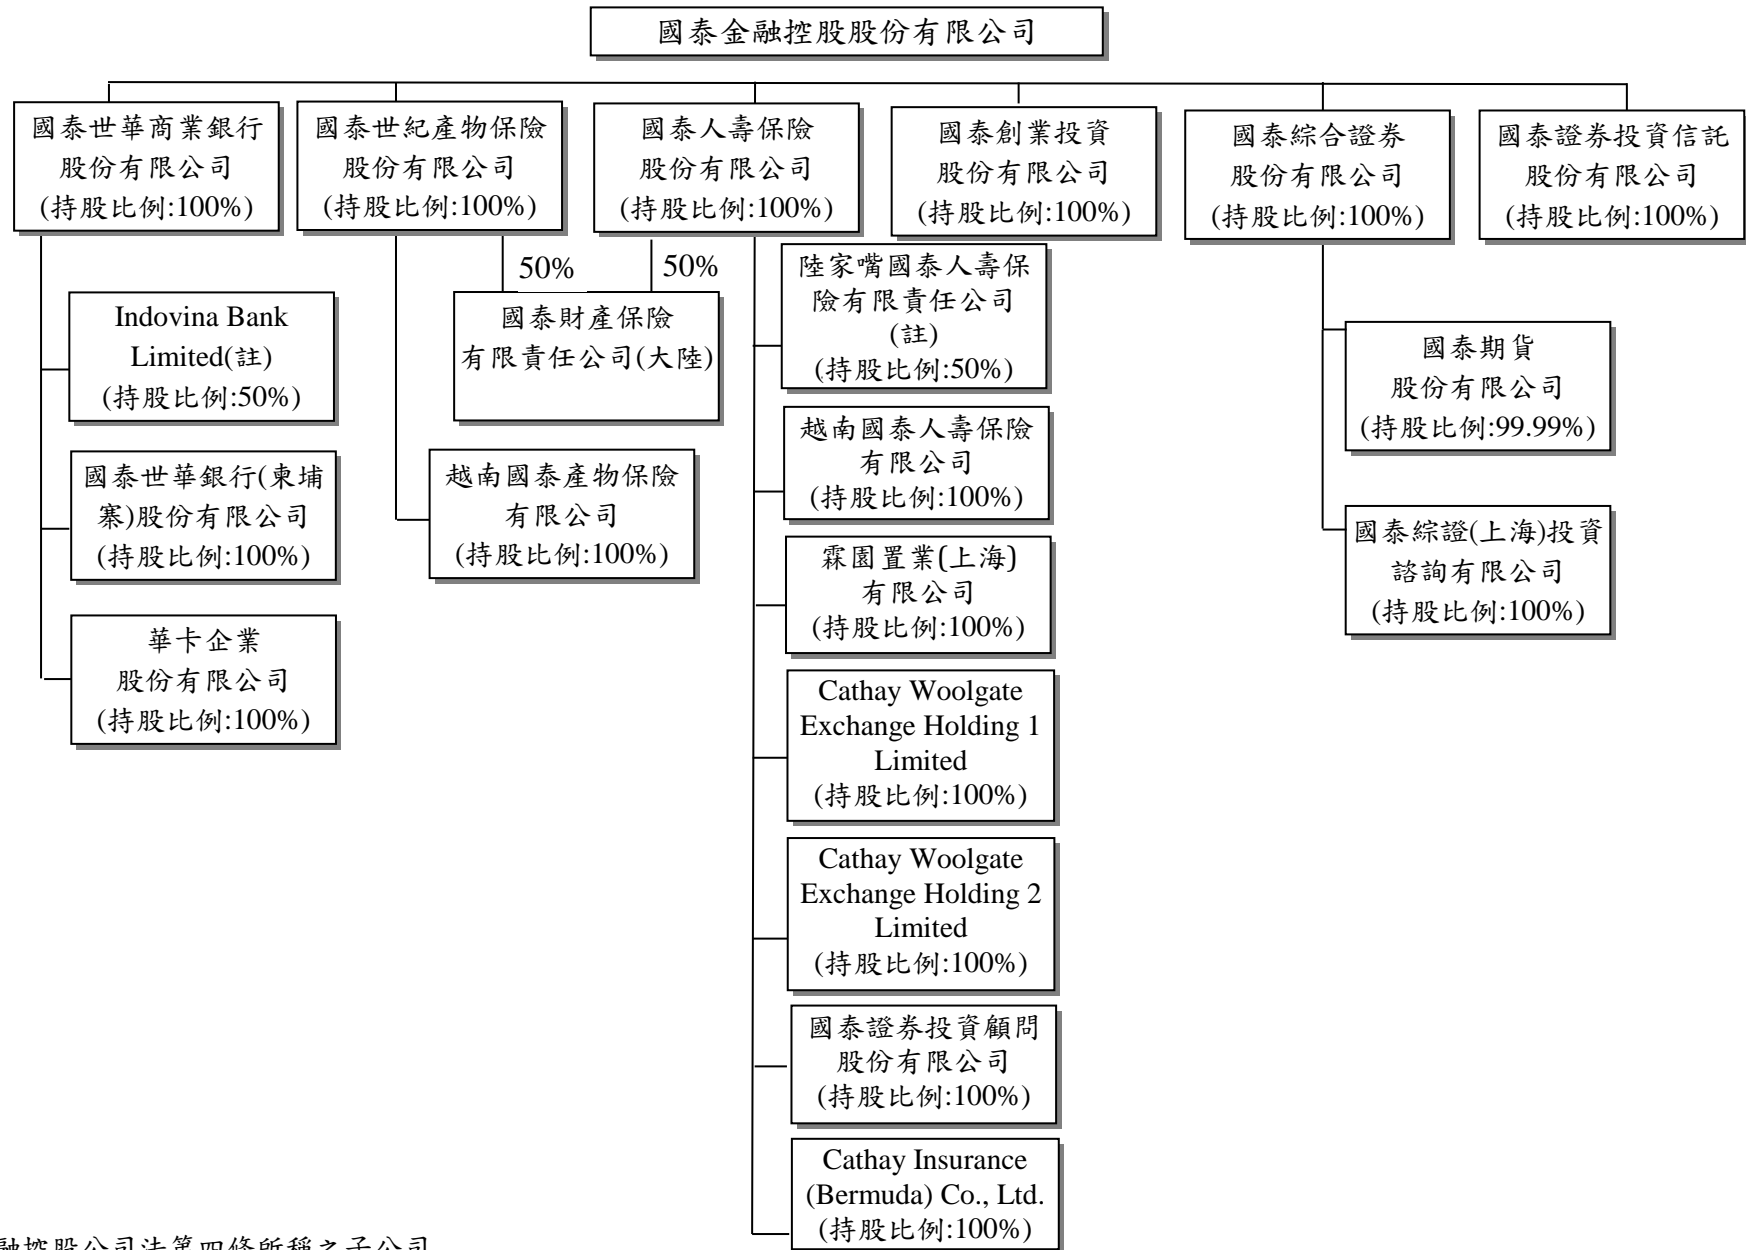 國泰金融控股股份有限公司
國泰世華商業銀行
股份有限公司
(持股比例:100%)
國泰世紀產物保險
股份有限公司
(持股比例:100%)
國泰人壽保險
股份有限公司
(持股比例:100%)
國泰創業投資
股份有限公司
(持股比例:100%)
國泰綜合證券
股份有限公司
(持股比例:100%)
國泰證券投資信託
股份有限公司
(持股比例:100%)
Indovina Bank
Limited(註)
(持股比例:50%)
國泰世華銀行(柬埔
寨)股份有限公司
(持股比例:100%)
華卡企業
股份有限公司
(持股比例:100%)
50%
50%
國泰財產保險
有限責任公司(大陸)
越南國泰產物保險
有限公司
(持股比例:100%)
陸家嘴國泰人壽保
險有限責任公司
(註)
(持股比例:50%)
越南國泰人壽保險
有限公司
(持股比例:100%)
霖園置業(上海)
有限公司
(持股比例:100%)
Cathay Woolgate
Exchange Holding 1
Limited
(持股比例:100%)
Cathay Woolgate
Exchange Holding 2
Limited
(持股比例:100%)
國泰證券投資顧問
股份有限公司
(持股比例:100%)
Cathay Insurance
(Bermuda) Co., Ltd.
(持股比例:100%)
國泰期貨
股份有限公司
(持股比例:99.99%)
國泰綜證(上海)投資
諮詢有限公司
(持股比例:100%)
融控股公司法第四條所稱之子公司